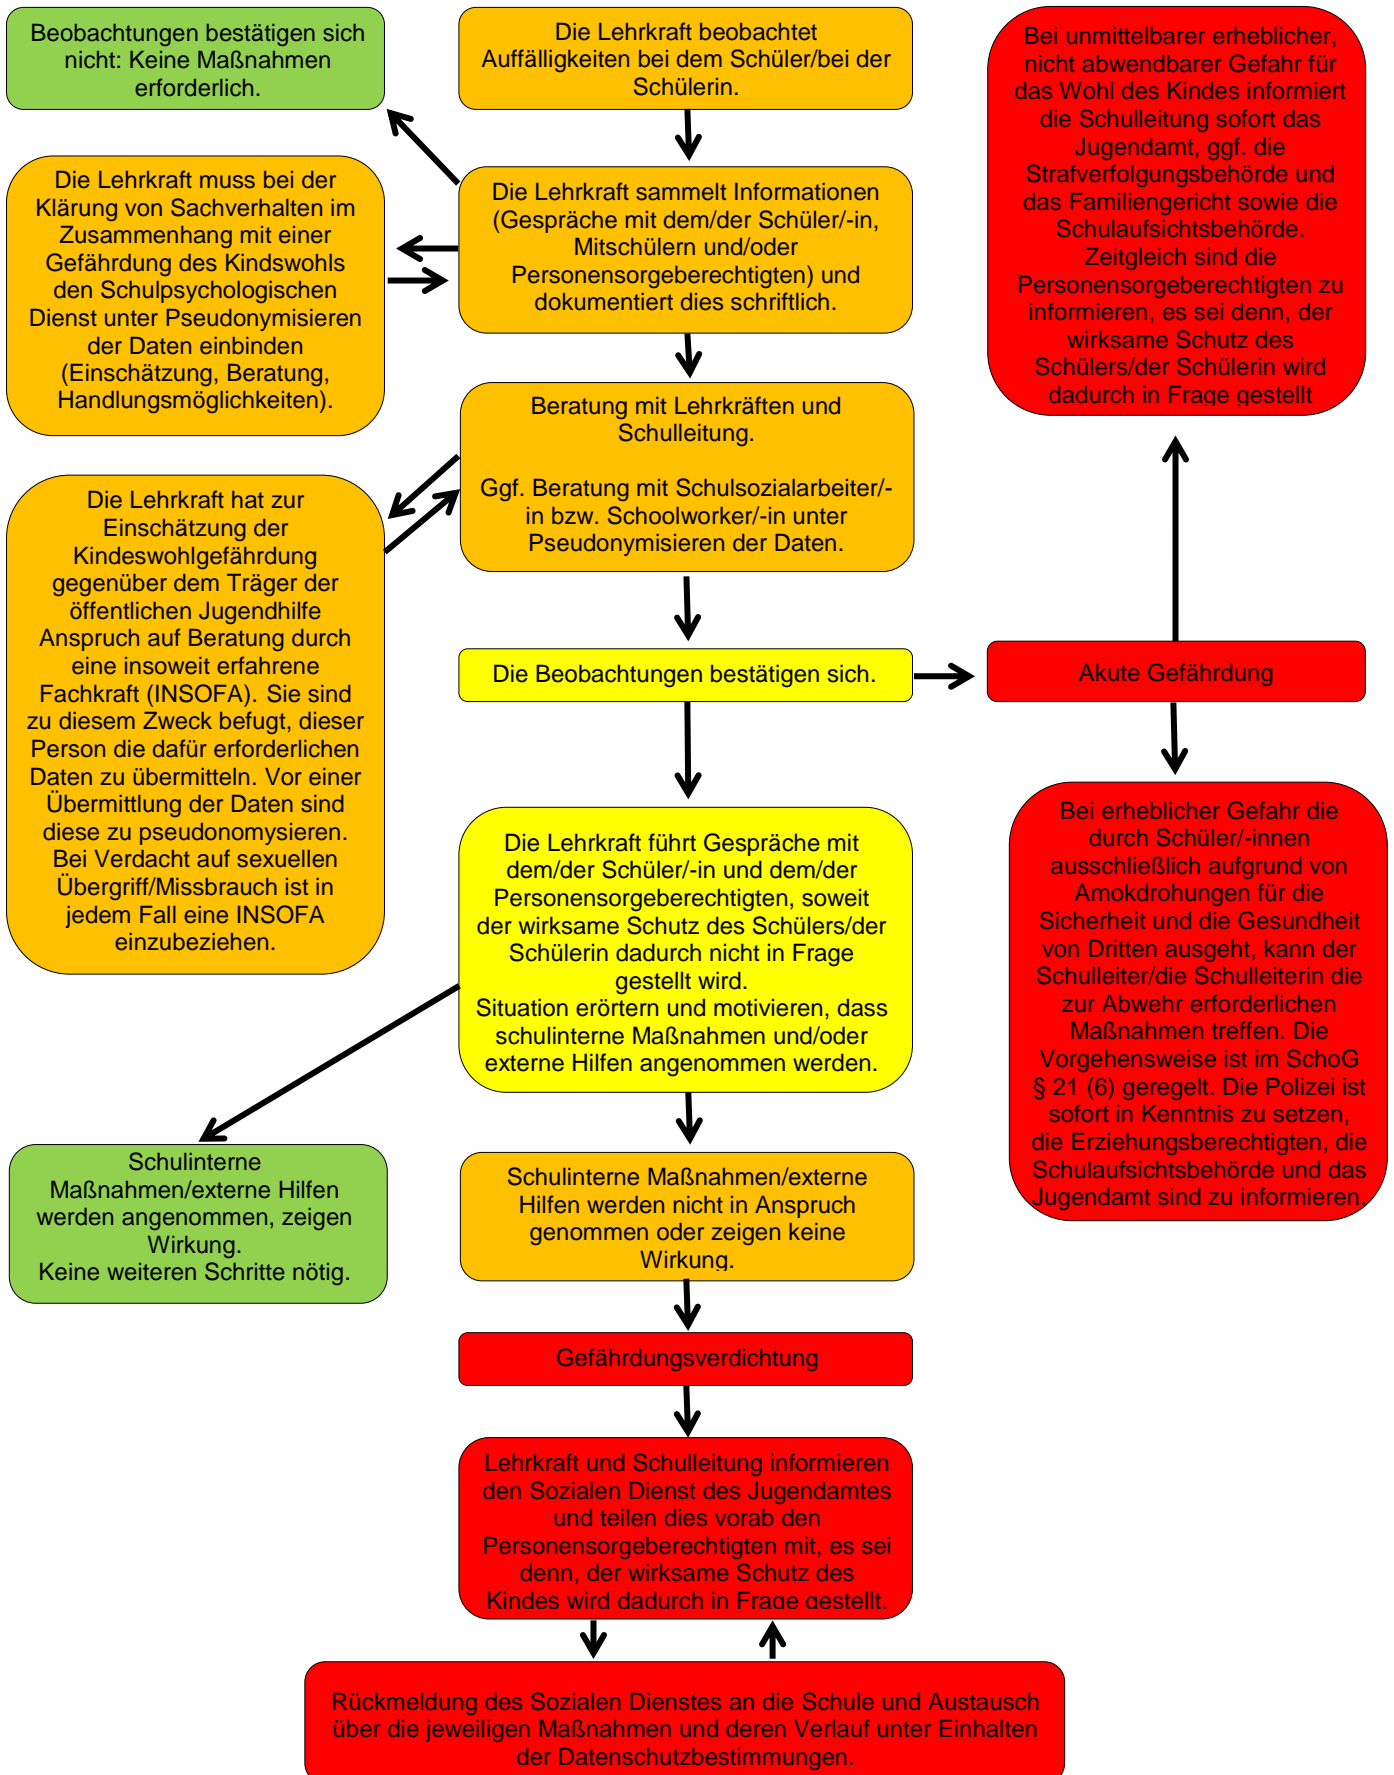 Beobachtungen bestätigen sich
nicht: Keine Maßnahmen
erforderlich.
Die Lehrkraft beobachtet
Auffälligkeiten bei dem Schüler/bei der
Schülerin.
Bei unmittelbarer erheblicher,
nicht abwendbarer Gefahr für
das Wohl des Kindes informiert
die Schulleitung sofort das
Jugendamt, ggf. die
Strafverfolgungsbehörde und
das Familiengericht sowie die
Schulaufsichtsbehörde.
Zeitgleich sind die
Personensorgeberechtigten zu
informieren, es sei denn, der
wirksame Schutz des
Schülers/der Schülerin wird
dadurch in Frage gestellt
Die Lehrkraft muss bei der
Klärung von Sachverhalten im
Zusammenhang mit einer
Gefährdung des Kindswohls
den Schulpsychologischen
Dienst unter Pseudonymisieren
der Daten einbinden
(Einschätzung, Beratung,
Handlungsmöglichkeiten).
Die Lehrkraft sammelt Informationen
(Gespräche mit dem/der Schüler/-in,
Mitschülern und/oder
Personensorgeberechtigten) und
dokumentiert dies schriftlich.
Beratung mit Lehrkräften und
Schulleitung.
Ggf. Beratung mit Schulsozialarbeiter/-
in bzw. Schoolworker/-in unter
Pseudonymisieren der Daten.
Die Lehrkraft hat zur
Einschätzung der
Kindeswohlgefährdung
gegenüber dem Träger der
öffentlichen Jugendhilfe
Anspruch auf Beratung durch
eine insoweit erfahrene
Fachkraft (INSOFA). Sie sind
zu diesem Zweck befugt, dieser
Person die dafür erforderlichen
Daten zu übermitteln. Vor einer
Übermittlung der Daten sind
diese zu pseudonomysieren.
Bei Verdacht auf sexuellen
Übergriff/Missbrauch ist in
jedem Fall eine INSOFA
einzubeziehen.
Die Beobachtungen bestätigen sich.
Akute Gefährdung
Die Lehrkraft führt Gespräche mit
dem/der Schüler/-in und dem/der
Personensorgeberechtigten, soweit
der wirksame Schutz des Schülers/der
Schülerin dadurch nicht in Frage
gestellt wird.
Situation erörtern und motivieren, dass
schulinterne Maßnahmen und/oder
externe Hilfen angenommen werden.
Bei erheblicher Gefahr die
durch Schüler/-innen
ausschließlich aufgrund von
Amokdrohungen für die
Sicherheit und die Gesundheit
von Dritten ausgeht, kann der
Schulleiter/die Schulleiterin die
zur Abwehr erforderlichen
Maßnahmen treffen. Die
Vorgehensweise ist im SchoG
§ 21 (6) geregelt. Die Polizei ist
sofort in Kenntnis zu setzen,
die Erziehungsberechtigten, die
Schulaufsichtsbehörde und das
Jugendamt sind zu informieren.
Schulinterne
Maßnahmen/externe Hilfen
werden angenommen, zeigen
Wirkung.
Keine weiteren Schritte nötig.
Schulinterne Maßnahmen/externe
Hilfen werden nicht in Anspruch
genommen oder zeigen keine
Wirkung.
Gefährdungsverdichtung
Lehrkraft und Schulleitung informieren
den Sozialen Dienst des Jugendamtes
und teilen dies vorab den
Personensorgeberechtigten mit, es sei
denn, der wirksame Schutz des
Kindes wird dadurch in Frage gestellt.
Rückmeldung des Sozialen Dienstes an die Schule und Austausch
über die jeweiligen Maßnahmen und deren Verlauf unter Einhalten
der Datenschutzbestimmungen.